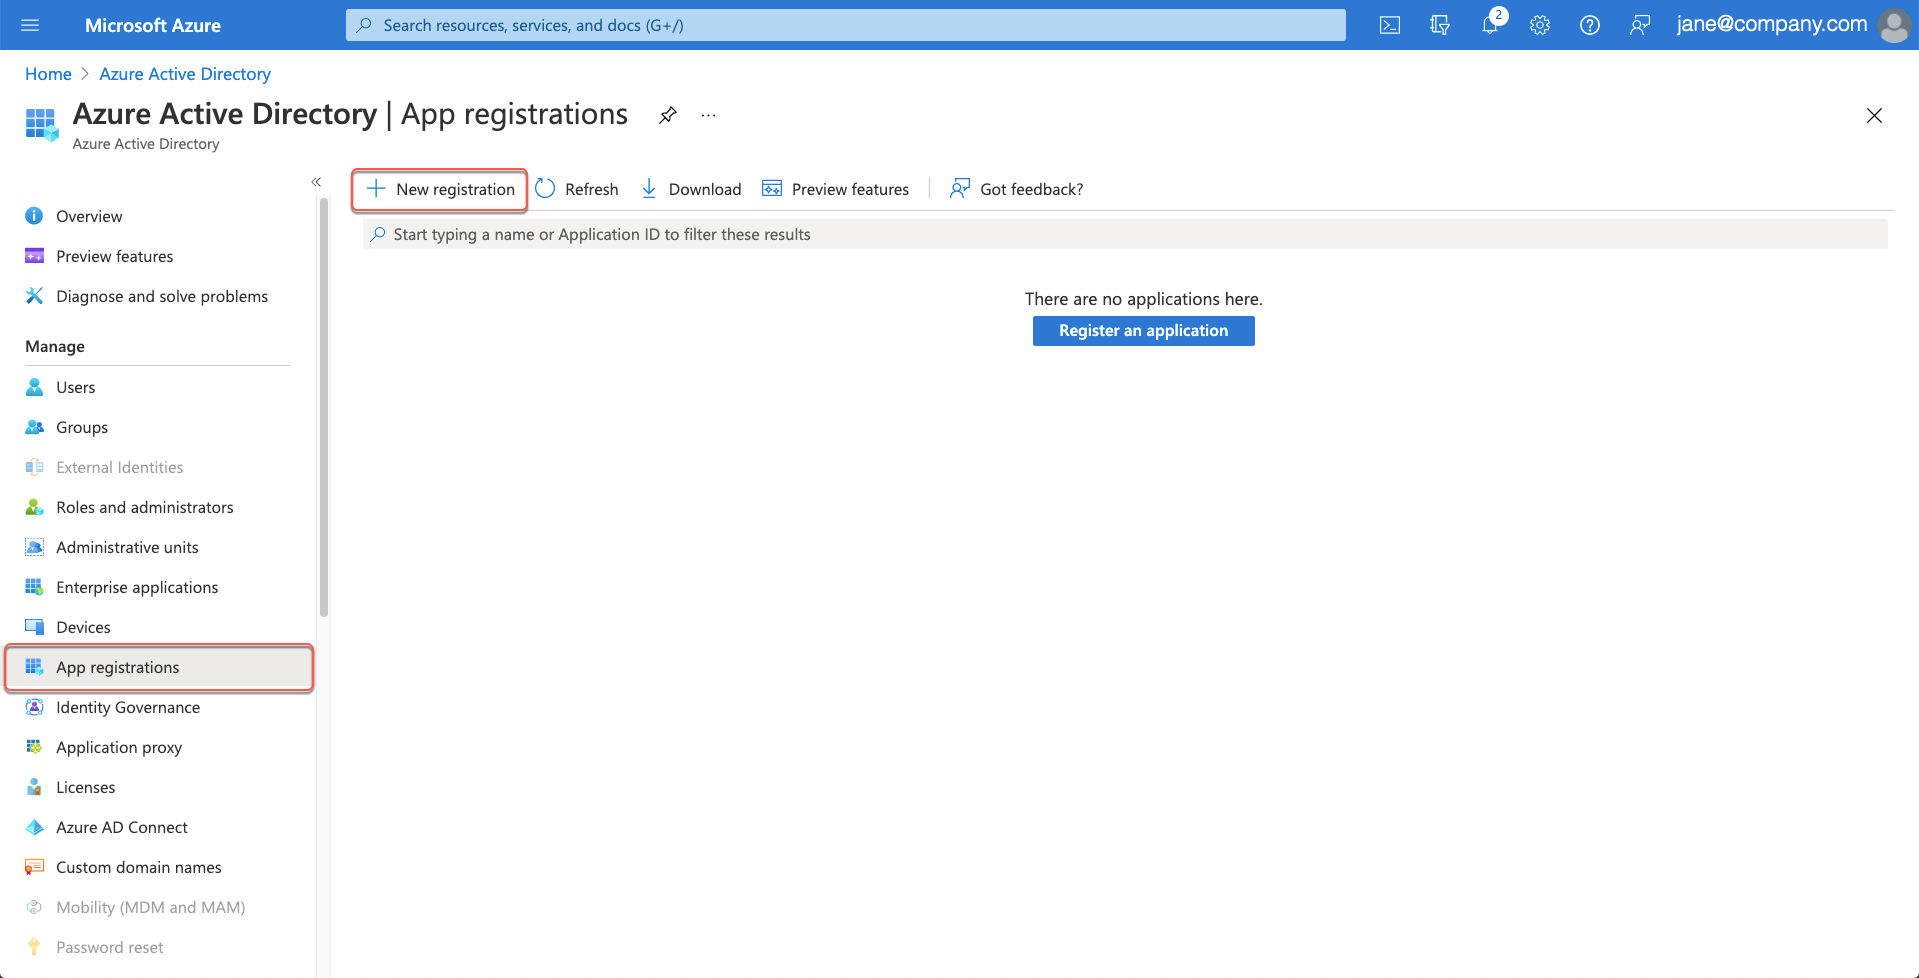 Microsoft Azure
Search resources, services, and docs (G+/)
2
jane@company.com
Home > Azure Active Directory
Azure Active Directory | App registrations
Azure Active Directory
New registration
Refresh
Download
Preview features
Got feedback?
Start typing a name or Application ID to filter these results
There are no applications here.
Register an application
Overview
Preview features
Diagnose and solve problems
Manage
Users
Groups
External Identities
Roles and administrators
Administrative units
Enterprise applications
Devices
App registrations
Identity Governance
Application proxy
Licenses
Azure AD Connect
Custom domain names
Mobility (MDM and MAM)
Password reset